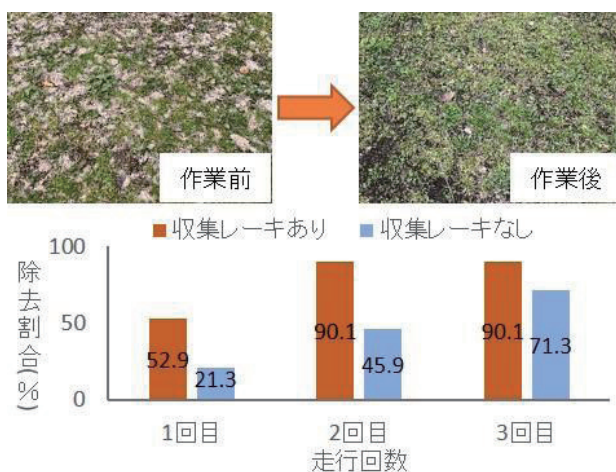 作業前
作業後
収集レーキあり 収集レーキなし
除去割合(%)
100
50
0
52.9
21.3
90.1
45.9
90.1
71.3
1回目 2回目 3回目
走行回数